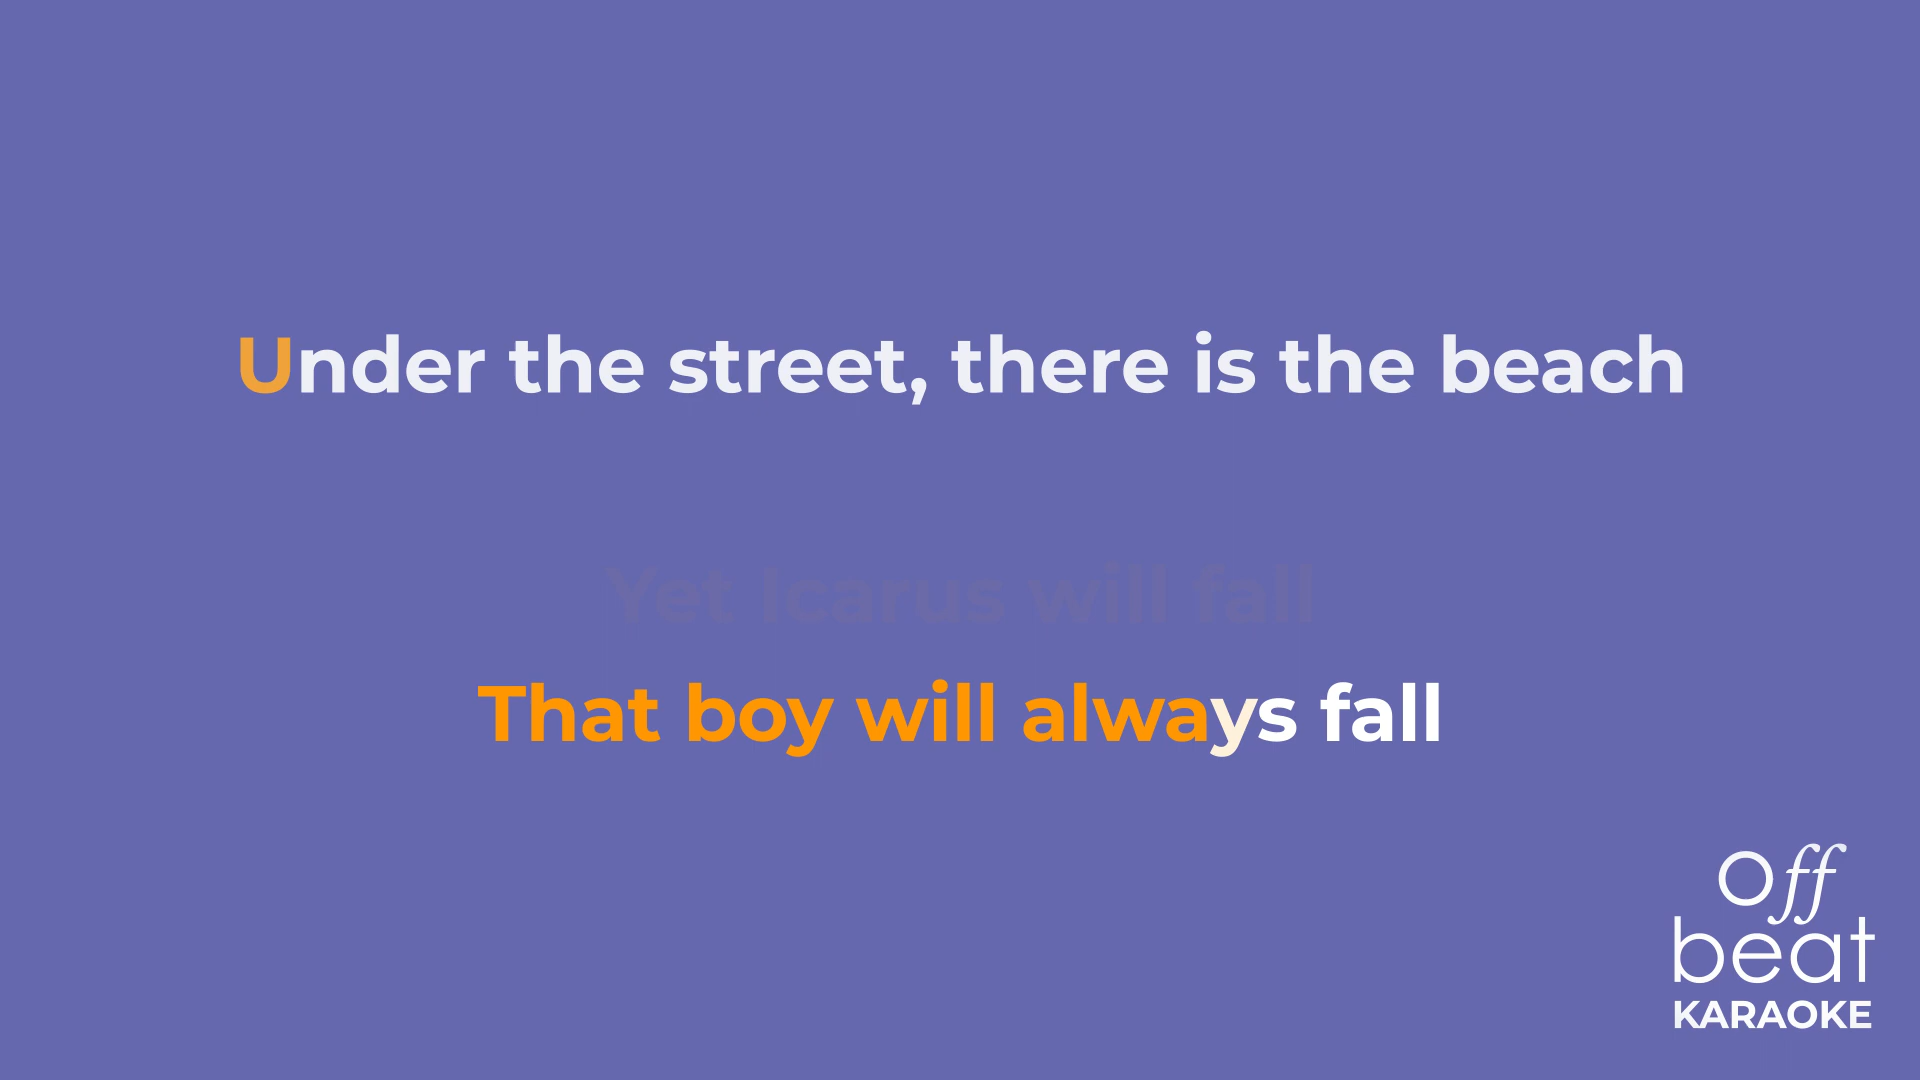 Under the street, there is the beach
Yet Icarus will fall
That boy will always fall
Off
beat
KARAOKE